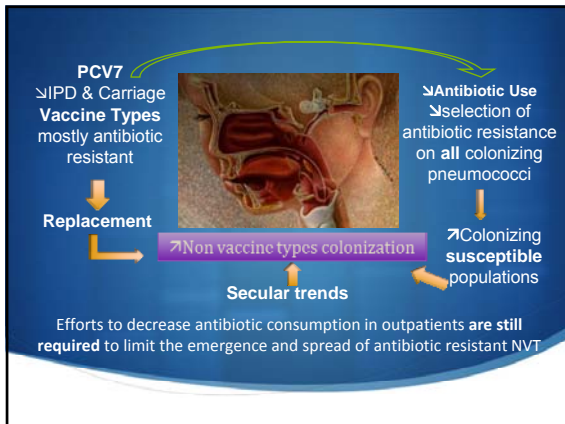 PCV7
↘IPD & Carriage
Vaccine Types
mostly antibiotic
resistant
Replacement
↘Antibiotic Use
↘selection of
antibiotic resistance
on all colonizing
pneumococci
↗Colonizing
susceptible
populations
↗Non vaccine types colonization
Secular trends
Efforts to decrease antibiotic consumption in outpatients are still
required to limit the emergence and spread of antibiotic resistant NVT